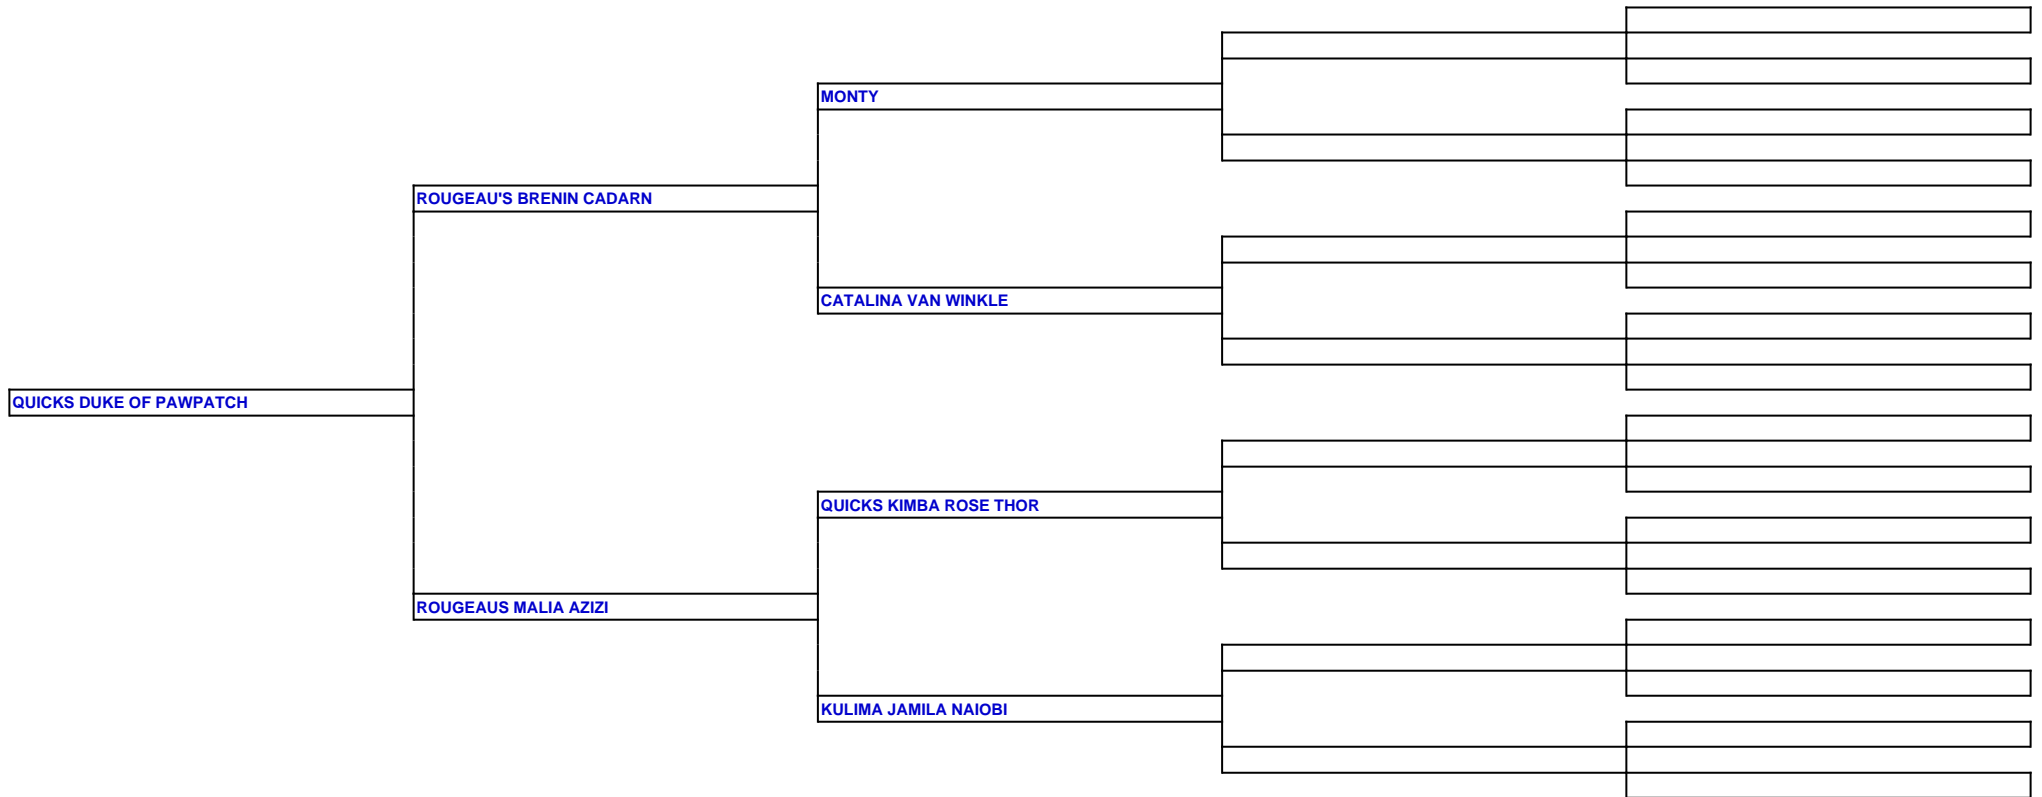 MONTY
ROUGEAU'S BRENIN CADARN
CATALINA VAN WINKLE
QUICKS DUKE OF PAWPATCH
QUICKS KIMBA ROSE THOR
ROUGEAUS MALIA AZIZI
KULIMA JAMILA NAIOBI